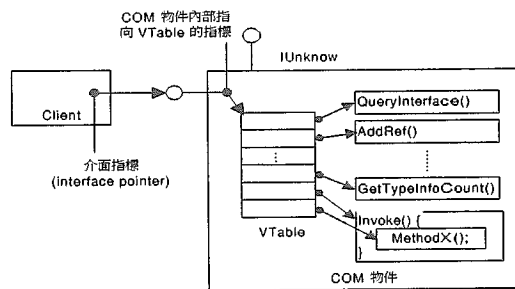 COM 物件內部指
向 VTable 的指標
IUnknow
Client
介面指標
(interface pointer)
QueryInterface()
AddRef()
GetTypeInfoCount()
Invoke() {
MethodX();
}
VTable
COM 物件